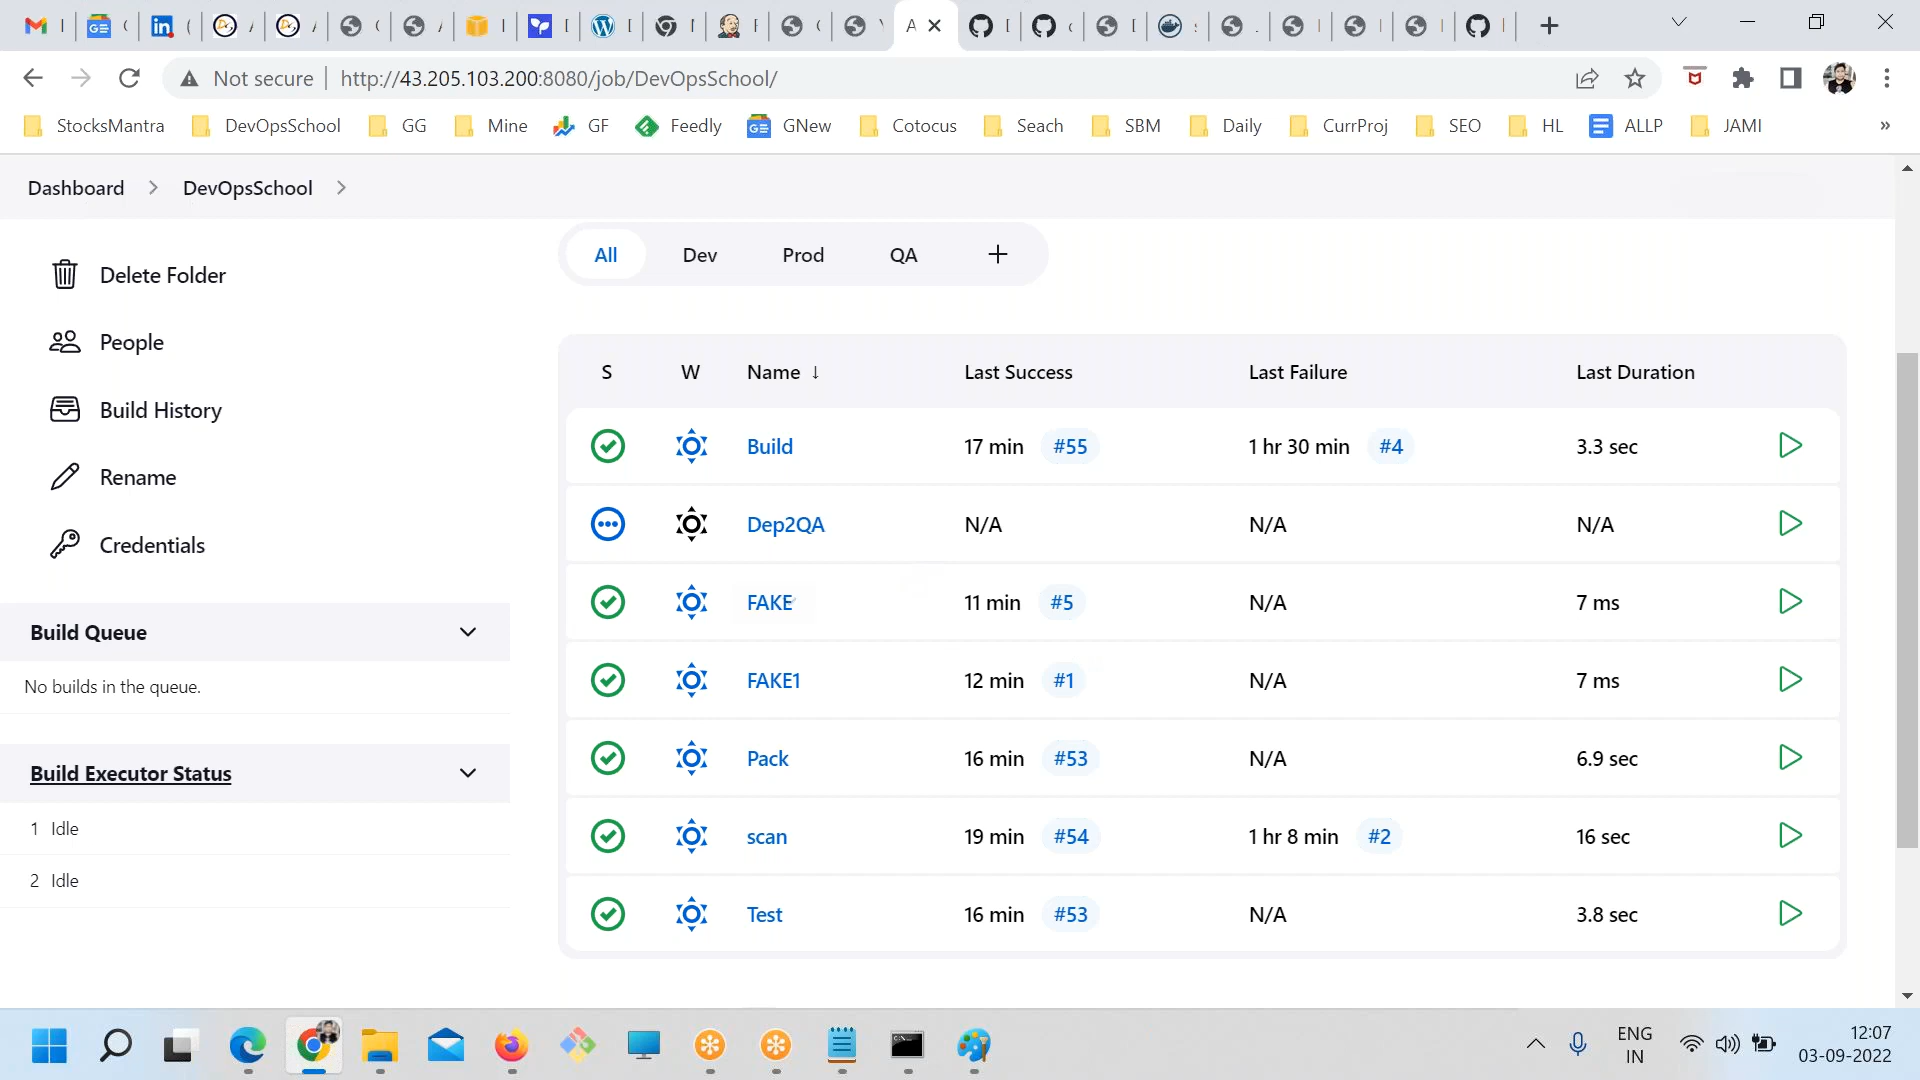 Not secure http://43.205.103.200:8080/job/DevOpsSchool/
StocksMantra DevOpsSchool GG Mine GF Feedly GNew Cotocus Seach SBM Daily CurrProj SEO HL ALLP JAMI »
Dashboard DevOpsSchool
Delete Folder
People
Build History
Rename
Credentials
Build Queue
No builds in the queue.
Build Executor Status
1 Idle
2 Idle
All Dev Prod QA +
S W Name ↓ Last Success Last Failure Last Duration
Build 17 min #55 1 hr 30 min #4 3.3 sec
Dep2QA N/A N/A N/A
FAKE 11 min #5 N/A 7 ms
FAKE1 12 min #1 N/A 7 ms
Pack 16 min #53 N/A 6.9 sec
scan 19 min #54 1 hr 8 min #2 16 sec
Test 16 min #53 N/A 3.8 sec
ENG
IN
12:07
03-09-2022